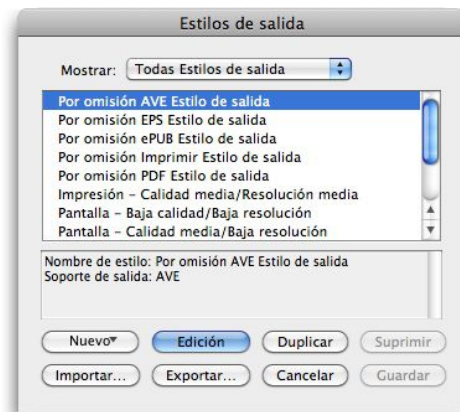 Estilos de salida
Mostrar: Todas Estilos de salida
Por omisión AVE Estilo de salida
Por omisión EPS Estilo de salida
Por omisión ePUB Estilo de salida
Por omisión Imprimir Estilo de salida
Por omisión PDF Estilo de salida
Impresión – Calidad media/Resolución media
Pantalla – Baja calidad/Baja resolución
Pantalla – Calidad media/Baja resolución
Nombre de estilo: Por omisión AVE Estilo de salida
Soporte de salida: AVE
Nuevo Edición Duplicar Suprimir
Importar... Exportar... Cancelar Guardar